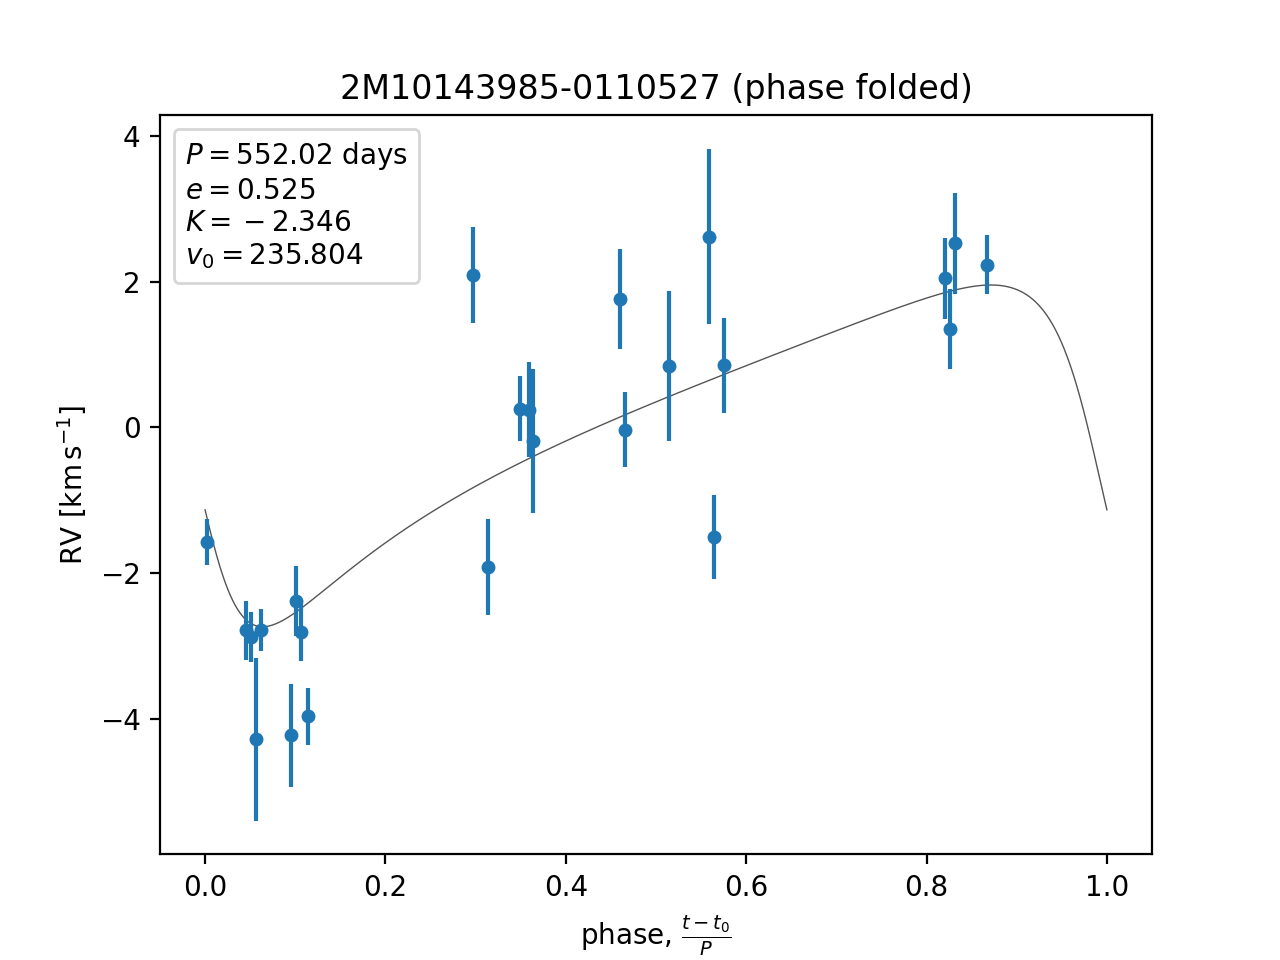 2M10143985-0110527 (phase folded)
P = 552.02 days
e = 0.525
K = −2.346
v₀ = 235.804
RV [km s⁻¹]
4
2
0
−2
−4
0.0 0.2 0.4 0.6 0.8 1.0
phase, (t − t₀)/P